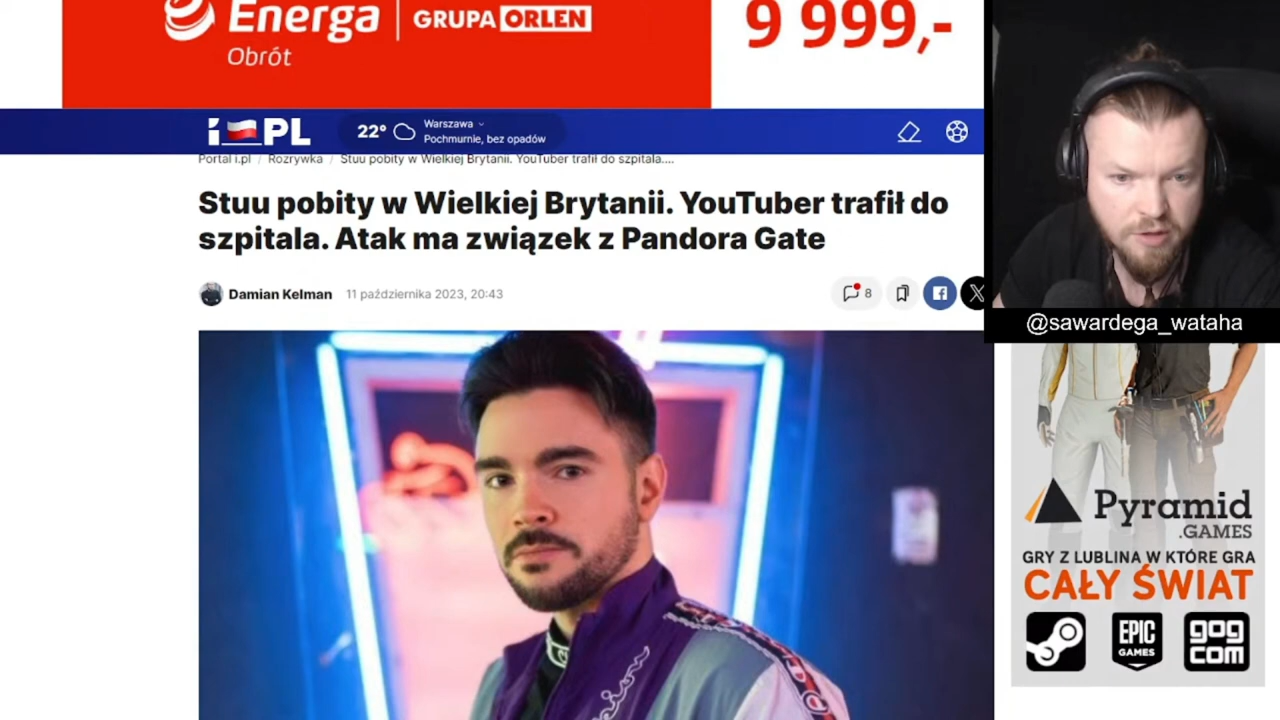 Energa | GRUPA ORLEN
Obrót
9 999,-
i.PL
22°
Warszawa
Pochmurnie, bez opadów
Portal i.pl / Rozrywka / Stuu pobity w Wielkiej Brytanii. YouTuber trafił do szpitala....
Stuu pobity w Wielkiej Brytanii. YouTuber trafił do
szpitala. Atak ma związek z Pandora Gate
Damian Kelman 11 października 2023, 20:43
8
@sawardega_wataha
Pyramid
.GAMES
GRY Z LUBLINA W KTÓRE GRA
CAŁY ŚWIAT
EPIC
GAMES
gog
com